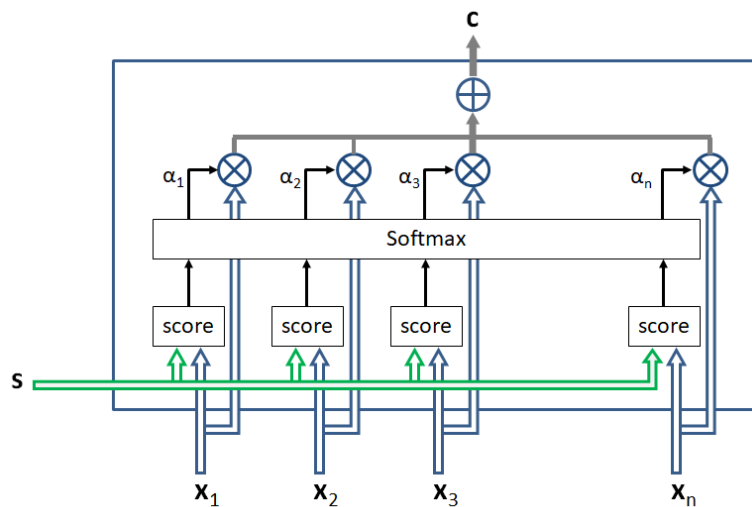 c
α1 α2 α3 αn
Softmax
score score score score
s
x1 x2 x3 xn